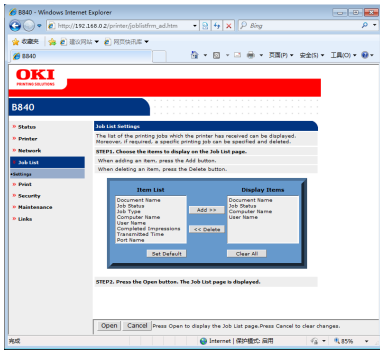 B840 - Windows Internet Explorer
http://192.168.0.2/printer/joblistfrm_ad.htm
Bing
收藏夹
建议网站
网页快讯库
B840
页面(P)
安全(S)
工具(O)
OKI
PRINTING SOLUTIONS
B840
Status
Printer
Network
Job List
Settings
Print
Security
Maintenance
Links
Job List Settings
The list of the printing jobs which the printer has received can be displayed.
Moreover, if required, a specific printing job can be specified and deleted.
STEP1. Choose the items to display on the Job List page.
When adding an item, press the Add button.
When deleting an item, press the Delete button.
Item List
Document Name
Job Status
Job Type
Computer Name
User Name
Completed Impressions
Transmitted Time
Port Name
Set Default
Add >>
<< Delete
Display Items
Document Name
Job Status
Computer Name
User Name
Clear All
STEP2. Press the Open button. The Job List page is displayed.
Open Cancel Press Open to display the Job List page.Press Cancel to clear changes.
完成
Internet | 保护模式: 启用
85%